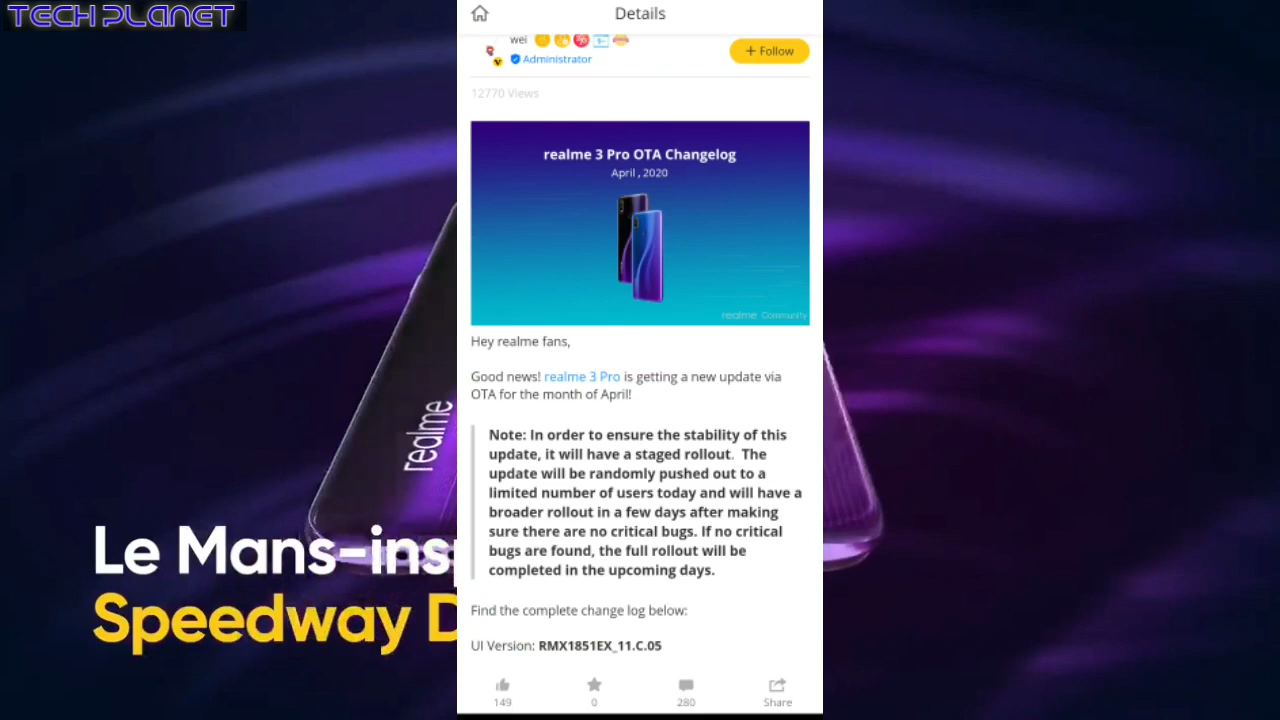 TECH PLANET
Details
wei
Administrator
+ Follow
12770 Views
realme 3 Pro OTA Changelog
April , 2020
realme Community
Hey realme fans,
Good news! realme 3 Pro is getting a new update via
OTA for the month of April!
Note: In order to ensure the stability of this
update, it will have a staged rollout. The
update will be randomly pushed out to a
limited number of users today and will have a
broader rollout in a few days after making
sure there are no critical bugs. If no critical
bugs are found, the full rollout will be
completed in the upcoming days.
Find the complete change log below:
UI Version: RMX1851EX_11.C.05
149
0
280
Share
realme
Le Mans-insp
Speedway D